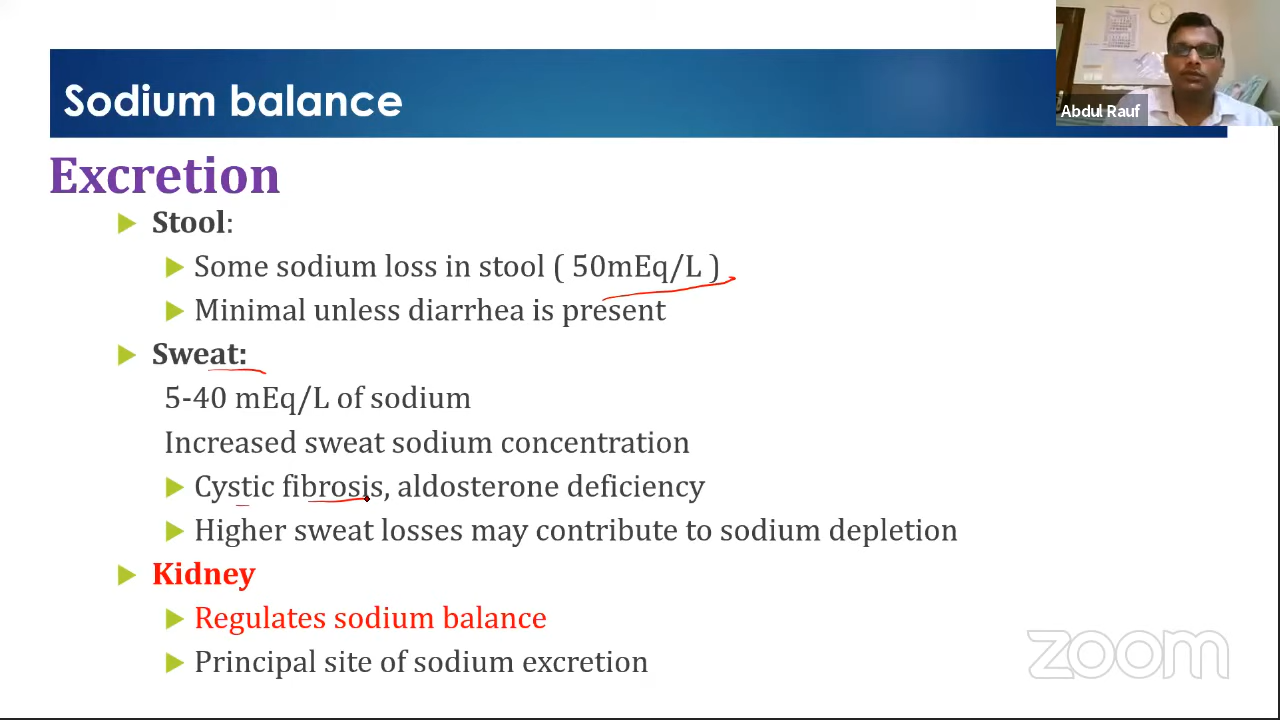 Sodium balance
Abdul Rauf
Excretion
Stool:
Some sodium loss in stool ( 50mEq/L )
Minimal unless diarrhea is present
Sweat:
5-40 mEq/L of sodium
Increased sweat sodium concentration
Cystic fibrosis, aldosterone deficiency
Higher sweat losses may contribute to sodium depletion
Kidney
Regulates sodium balance
Principal site of sodium excretion
zoom